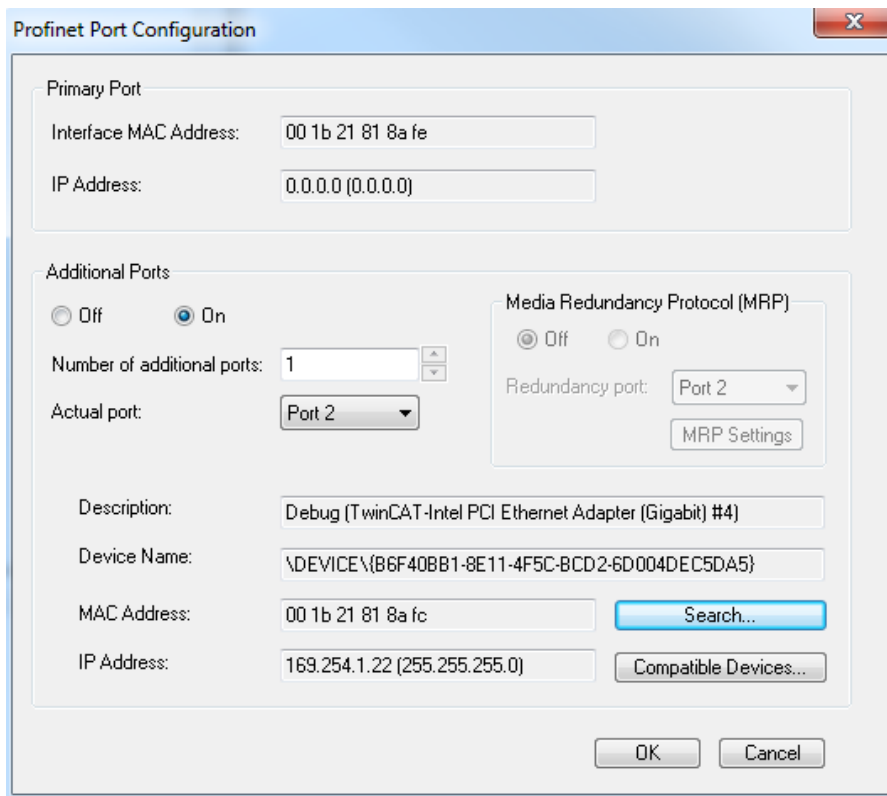 Profinet Port Configuration
Primary Port
Interface MAC Address: 00 1b 21 81 8a fe
IP Address: 0.0.0.0 (0.0.0.0)
Additional Ports
Off On
Number of additional ports: 1
Actual port: Port 2
Media Redundancy Protocol (MRP)
Off On
Redundancy port: Port 2
MRP Settings
Description: Debug (TwinCAT-Intel PCI Ethernet Adapter (Gigabit) #4)
Device Name: \DEVICE\{B6F40BB1-8E11-4F5C-BCD2-6D004DEC5DA5}
MAC Address: 00 1b 21 81 8a fc Search...
IP Address: 169.254.1.22 (255.255.255.0) Compatible Devices...
OK Cancel